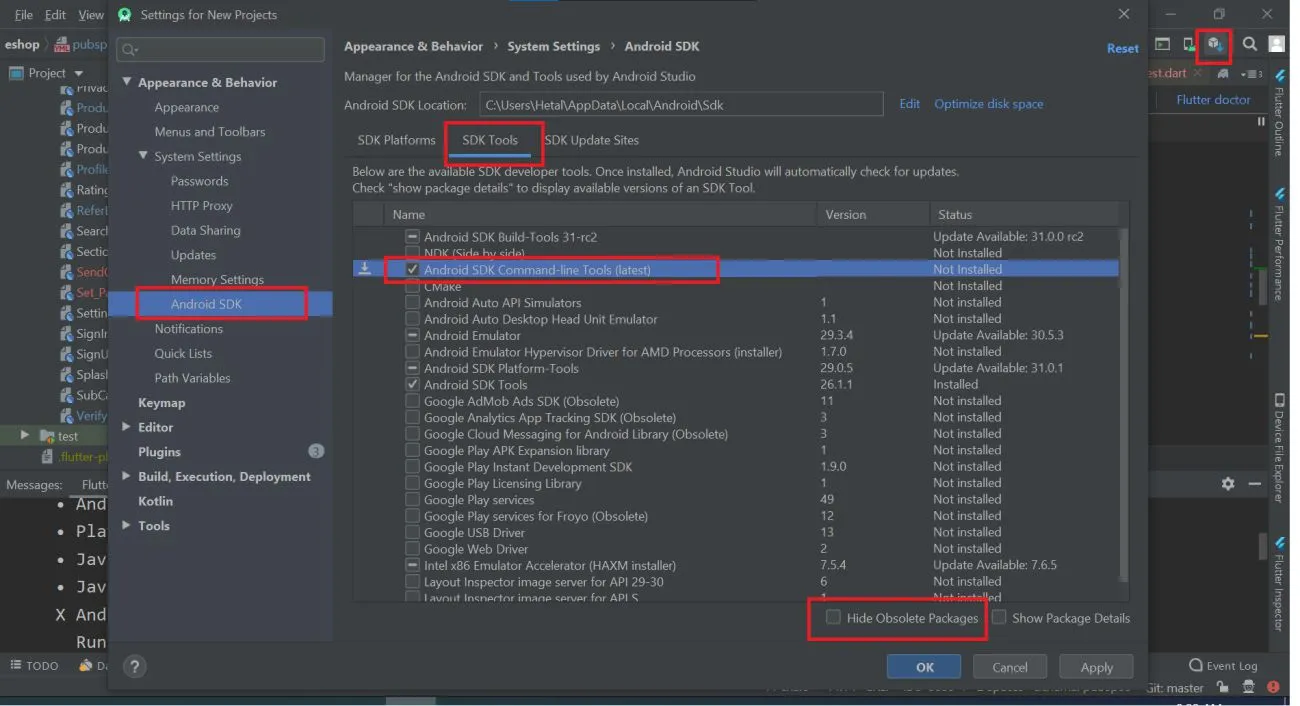 File Edit View
Settings for New Projects
eshop pubsp
Project
Produ
Produ
Produ
Profile
Rating
ReferE
Search
Sectic
SendC
Set_Pa
Settin
SignIn
SignU
Splasl
SubCa
Verify
test
.flutter-pl
Messages: Flutt
And
Pla
Jav
Jav
X And
Run
TODO
Appearance & Behavior
Appearance
Menus and Toolbars
System Settings
Passwords
HTTP Proxy
Data Sharing
Updates
Memory Settings
Android SDK
Notifications
Quick Lists
Path Variables
Keymap
Editor
Plugins 3
Build, Execution, Deployment
Kotlin
Tools
?
Appearance & Behavior › System Settings › Android SDK
Reset
Manager for the Android SDK and Tools used by Android Studio
Android SDK Location: C:\Users\Hetal\AppData\Local\Android\Sdk Edit Optimize disk space
SDK Platforms SDK Tools SDK Update Sites
Below are the available SDK developer tools. Once installed, Android Studio will automatically check for updates.
Check "show package details" to display available versions of an SDK Tool.
Name Version Status
Android SDK Build-Tools 31-rc2 Update Available: 31.0.0 rc2
NDK (Side by side) Not Installed
Android SDK Command-line Tools (latest) Not Installed
CMake Not Installed
Android Auto API Simulators 1 Not installed
Android Auto Desktop Head Unit Emulator 1.1 Not installed
Android Emulator 29.3.4 Update Available: 30.5.3
Android Emulator Hypervisor Driver for AMD Processors (installer) 1.7.0 Not installed
Android SDK Platform-Tools 29.0.5 Update Available: 31.0.1
Android SDK Tools 26.1.1 Installed
Google AdMob Ads SDK (Obsolete) 11 Not installed
Google Analytics App Tracking SDK (Obsolete) 3 Not installed
Google Cloud Messaging for Android Library (Obsolete) 3 Not installed
Google Play APK Expansion library 1 Not installed
Google Play Instant Development SDK 1.9.0 Not installed
Google Play Licensing Library 1 Not installed
Google Play services 49 Not installed
Google Play services for Froyo (Obsolete) 12 Not installed
Google USB Driver 13 Not installed
Google Web Driver 2 Not installed
Intel x86 Emulator Accelerator (HAXM installer) 7.5.4 Update Available: 7.6.5
Layout Inspector image server for API 29-30 6 Not installed
Layout Inspector image server for API S 1 Not installed
Hide Obsolete Packages Show Package Details
OK Cancel Apply
est.dart
Flutter doctor
Flutter Outline
Flutter Performance
Device File Explorer
Flutter Inspector
Event Log
Git: master